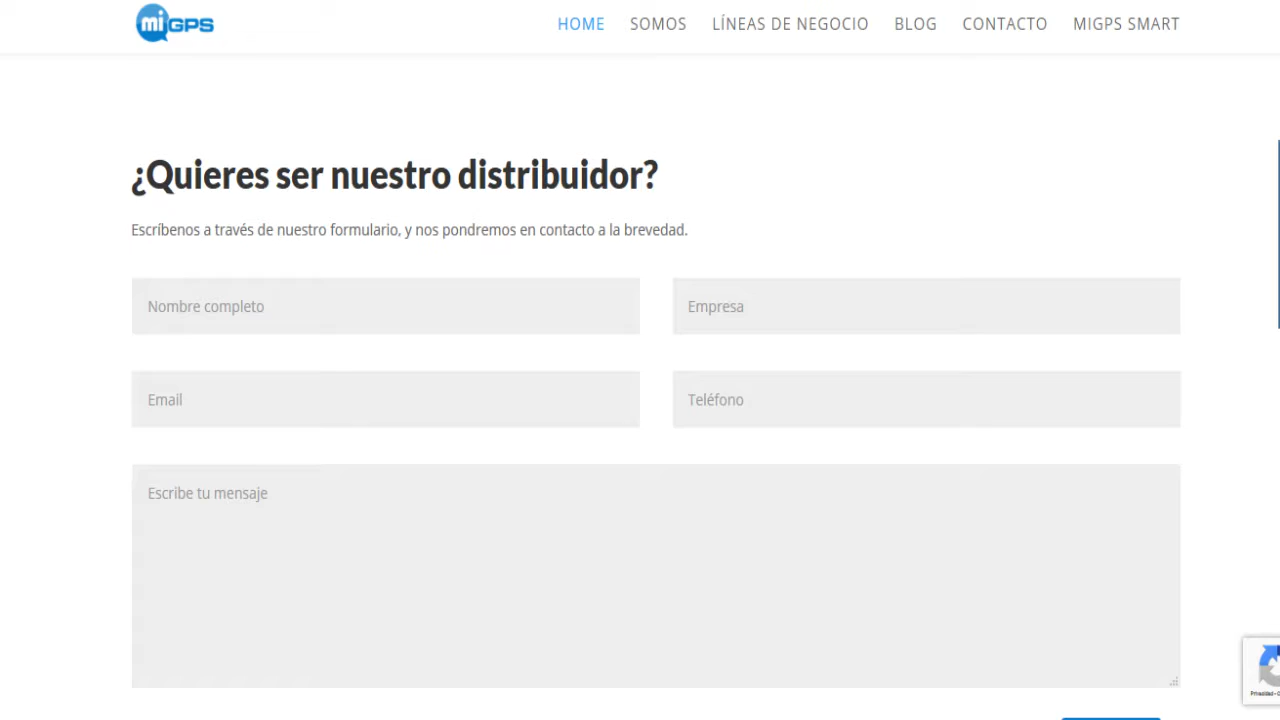 miGPS
HOME SOMOS LÍNEAS DE NEGOCIO BLOG CONTACTO MIGPS SMART
¿Quieres ser nuestro distribuidor?
Escríbenos a través de nuestro formulario, y nos pondremos en contacto a la brevedad.
Nombre completo
Empresa
Email
Teléfono
Escribe tu mensaje
Privacidad